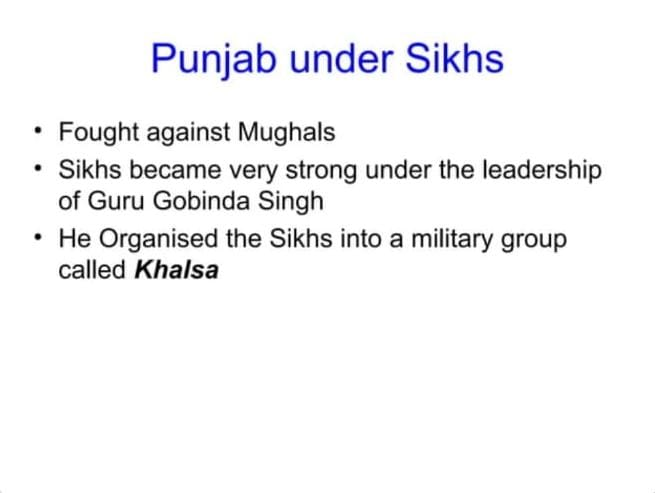 Punjab under Sikhs
• Fought against Mughals
• Sikhs became very strong under the leadership
of Guru Gobinda Singh
• He Organised the Sikhs into a military group
called Khalsa